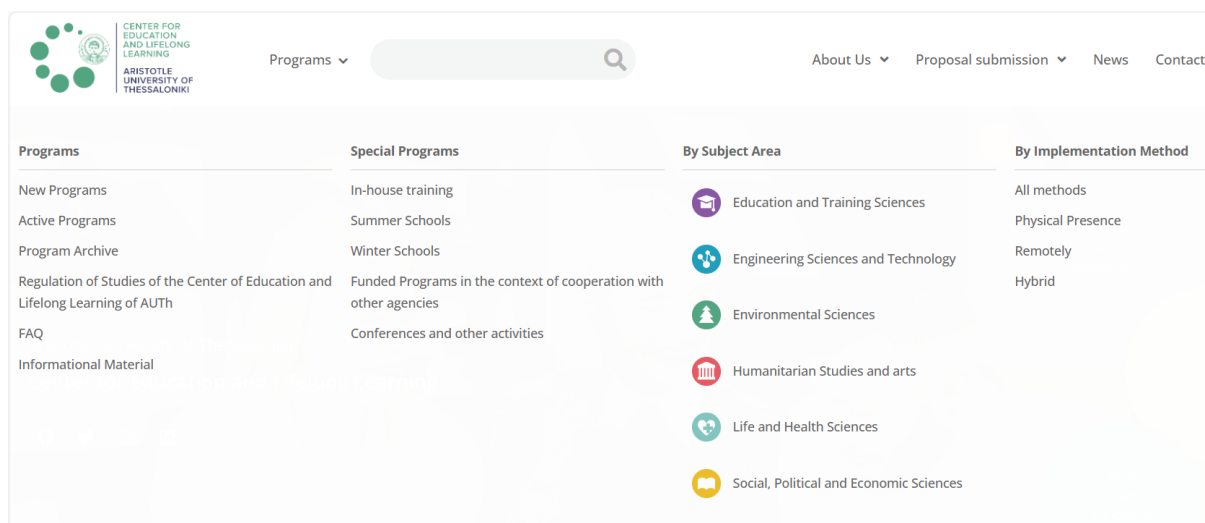 CENTER FOR
EDUCATION
AND LIFELONG
LEARNING
ARISTOTLE
UNIVERSITY OF
THESSALONIKI
Programs
About Us
Proposal submission
News
Contact
Programs
New Programs
Active Programs
Program Archive
Regulation of Studies of the Center of Education and
Lifelong Learning of AUTh
FAQ
Informational Material
Special Programs
In-house training
Summer Schools
Winter Schools
Funded Programs in the context of cooperation with
other agencies
Conferences and other activities
By Subject Area
Education and Training Sciences
Engineering Sciences and Technology
Environmental Sciences
Humanitarian Studies and arts
Life and Health Sciences
Social, Political and Economic Sciences
By Implementation Method
All methods
Physical Presence
Remotely
Hybrid